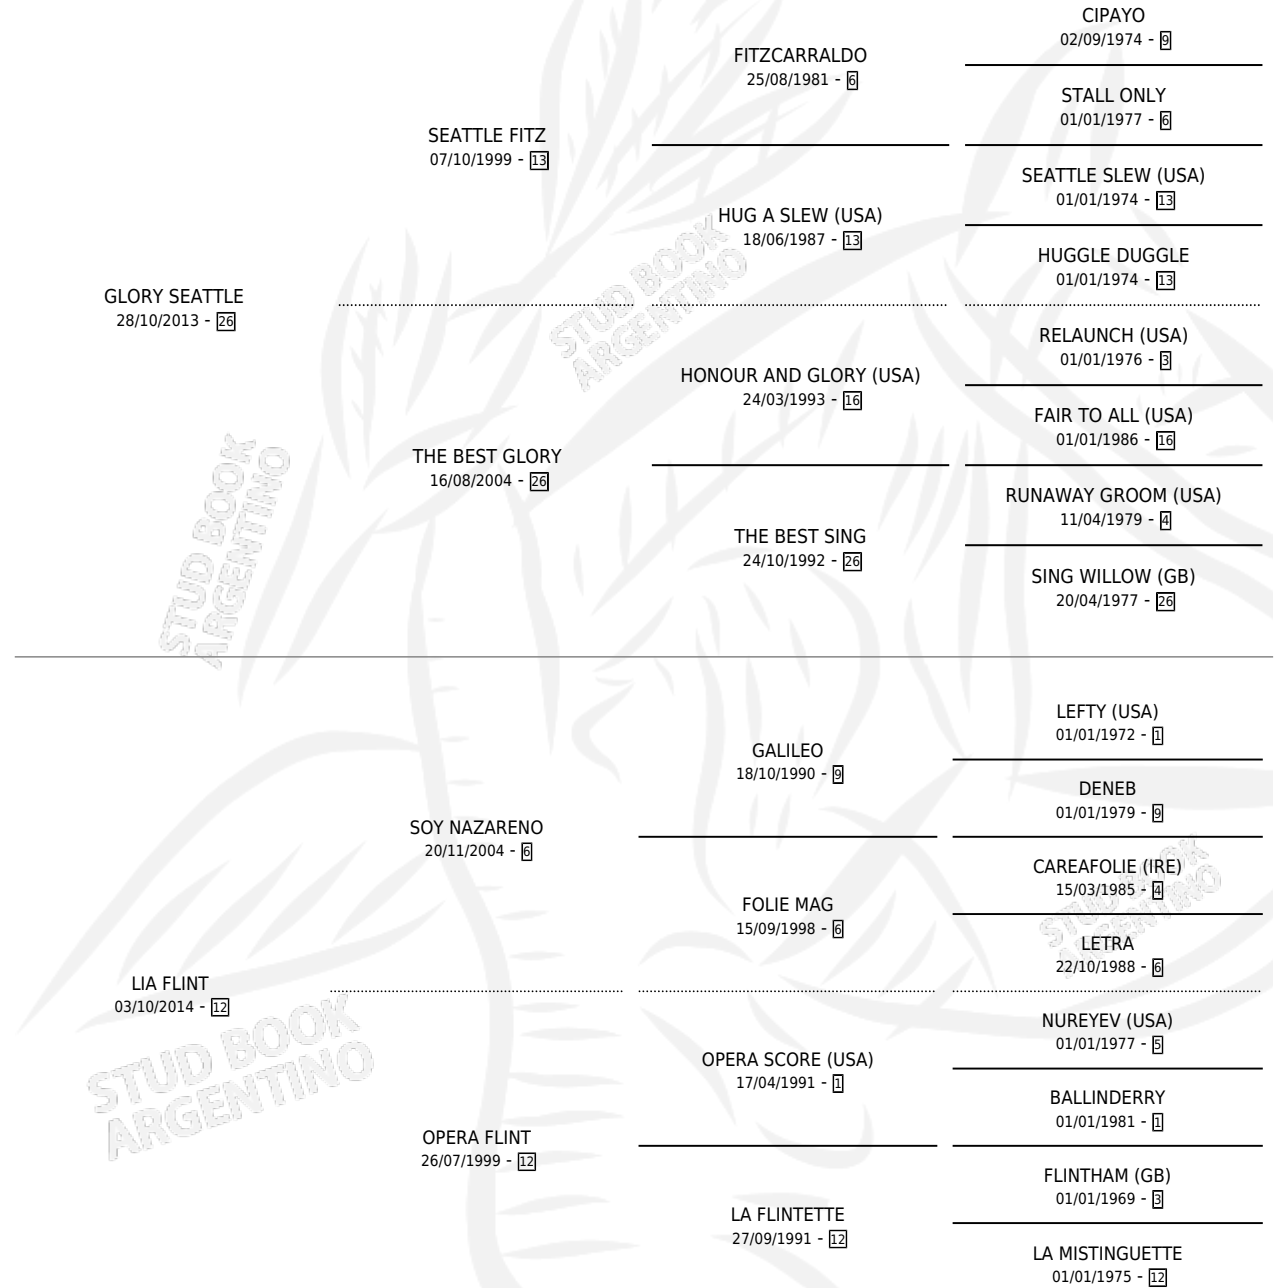 CIPAYO
02/09/1974 - 9
FITZCARRALDO
25/08/1981 - 6
STALL ONLY
01/01/1977 - 6
SEATTLE FITZ
07/10/1999 - 13
SEATTLE SLEW (USA)
01/01/1974 - 13
HUG A SLEW (USA)
18/06/1987 - 13
HUGGLE DUGGLE
01/01/1974 - 13
GLORY SEATTLE
28/10/2013 - 26
STUD BOOK
ARGENTINO
RELAUNCH (USA)
01/01/1976 - 3
HONOUR AND GLORY (USA)
24/03/1993 - 16
FAIR TO ALL (USA)
01/01/1986 - 16
THE BEST GLORY
16/08/2004 - 26
RUNAWAY GROOM (USA)
11/04/1979 - 4
THE BEST SING
24/10/1992 - 26
SING WILLOW (GB)
20/04/1977 - 26
STUD BOOK
ARGENTINO
LEFTY (USA)
01/01/1972 - 1
GALILEO
18/10/1990 - 9
DENEB
01/01/1979 - 9
SOY NAZARENO
20/11/2004 - 6
CAREAFOLIE (IRE)
15/03/1985 - 4
FOLIE MAG
15/09/1998 - 6
STUD BOOK
ARGENTINO
LETRA
22/10/1988 - 6
LIA FLINT
03/10/2014 - 12
NUREYEV (USA)
01/01/1977 - 5
OPERA SCORE (USA)
17/04/1991 - 1
STUD BOOK
ARGENTINO
BALLINDERRY
01/01/1981 - 1
OPERA FLINT
26/07/1999 - 12
FLINTHAM (GB)
01/01/1969 - 3
LA FLINTETTE
27/09/1991 - 12
LA MISTINGUETTE
01/01/1975 - 12